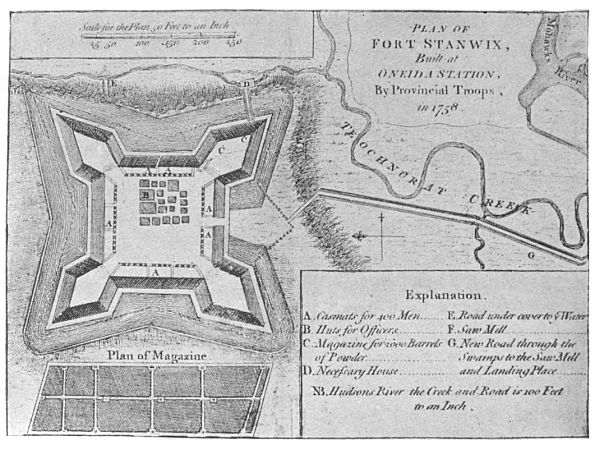 Scale for the Plan 50 Feet to an Inch
25 50 100 150 200 250
PLAN OF
FORT STANWIX,
Built at
ONEIDA STATION,
By Provincial Troops,
in 1758.
Mohawks
River
TEOCHNORAT CREEK
E
D
C
C
A
A
B
A
A
A
A
G
Plan of Magazine
Explanation.
A. Casmats for 400 Men
B Huts for Officers
C. Magazine for 2000 Barrels
of Powder
D. Necessary House
E. Road under cover to y Water
F. Saw Mill
G. New Road through the
Swamps to the Saw Mill
and Landing Place
NB. Hudsons River the Creek and Road is 100 Feet
to an Inch.